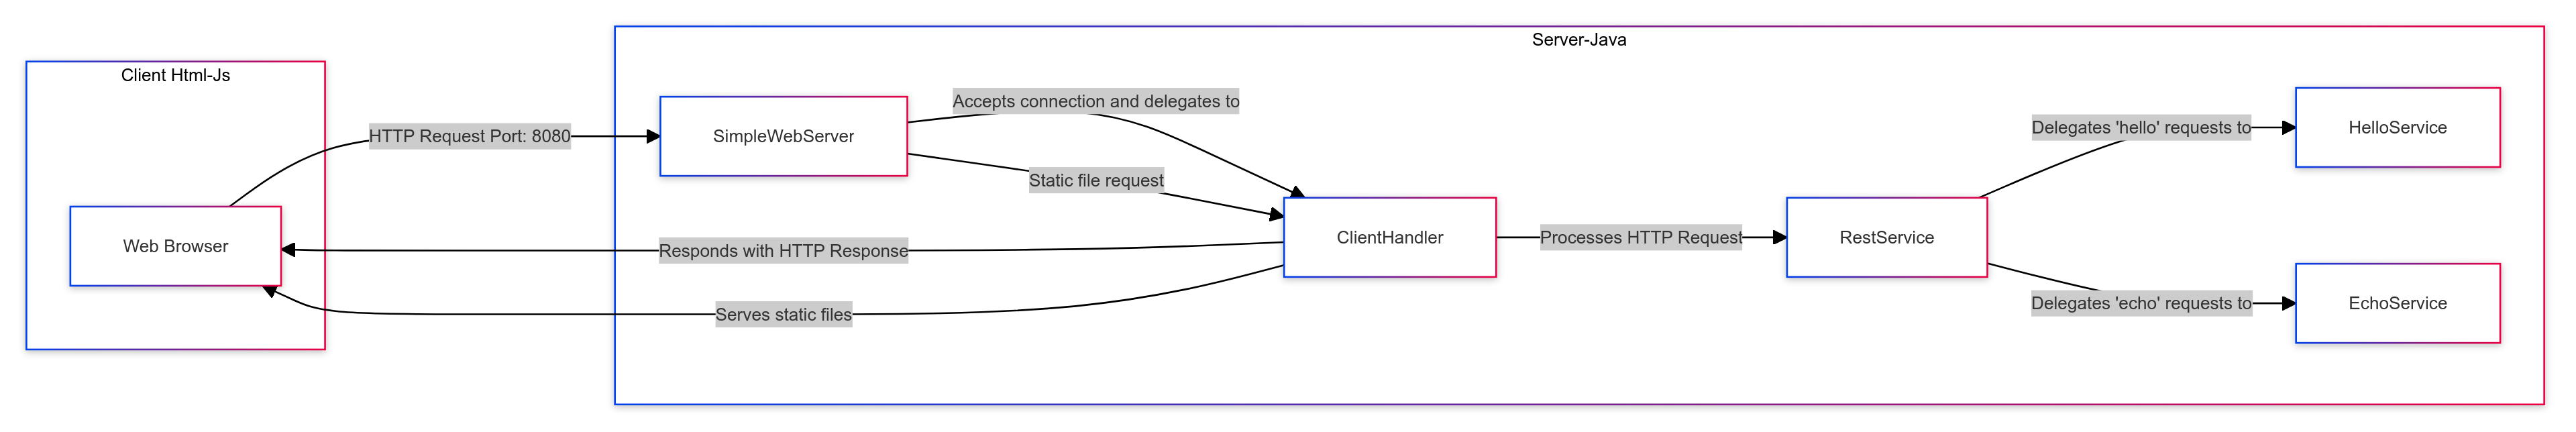 Server-Java
Client Html-Js
Accepts connection and delegates to
HTTP Request Port: 8080
SimpleWebServer
Delegates 'hello' requests to
HelloService
Static file request
Web Browser
Responds with HTTP Response
ClientHandler
Processes HTTP Request
RestService
Serves static files
Delegates 'echo' requests to
EchoService